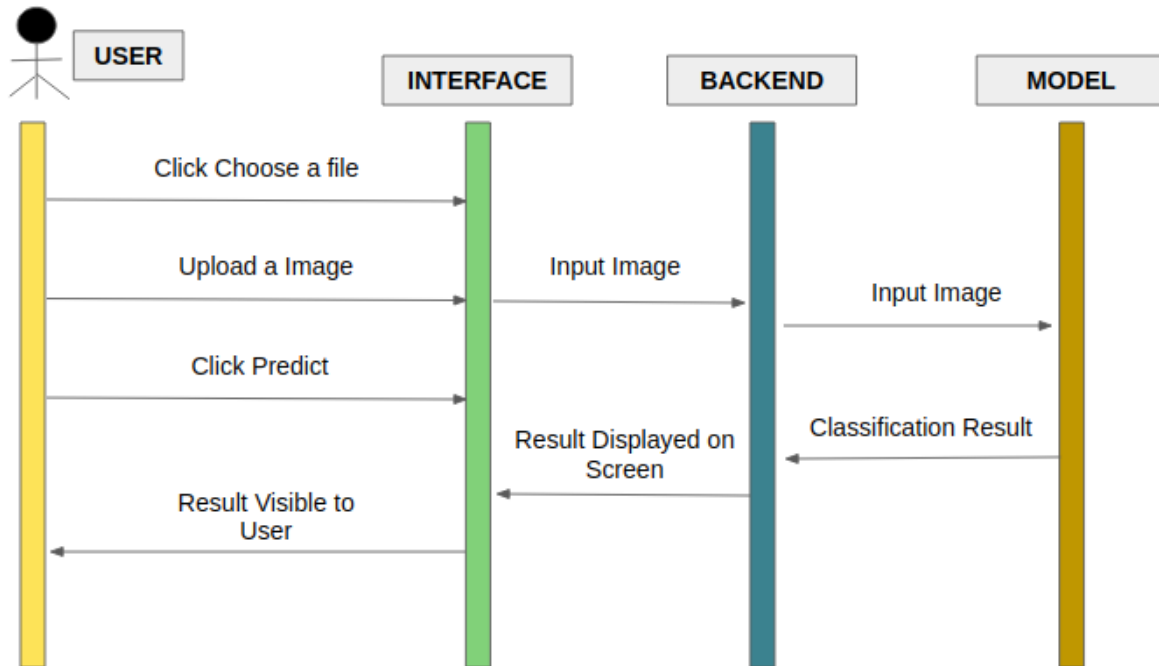 USER
INTERFACE
BACKEND
MODEL
Click Choose a file
Upload a Image
Input Image
Input Image
Click Predict
Classification Result
Result Displayed on
Screen
Result Visible to
User